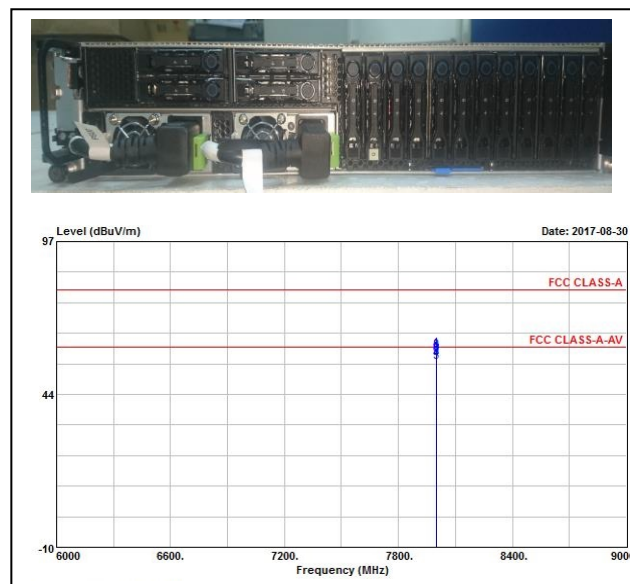 Level (dBuV/m) Date: 2017-08-30
97
FCC CLASS-A
FCC CLASS-A-AV
44
-10
6000 6600. 7200. 7800. 8400. 9000
Frequency (MHz)